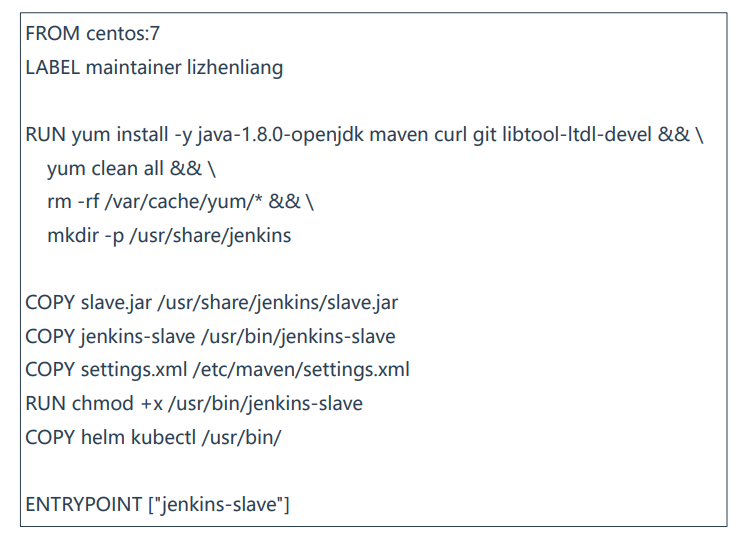 FROM centos:7
LABEL maintainer lizhenliang
RUN yum install -y java-1.8.0-openjdk maven curl git libtool-ltdl-devel && \
yum clean all && \
rm -rf /var/cache/yum/* && \
mkdir -p /usr/share/jenkins
COPY slave.jar /usr/share/jenkins/slave.jar
COPY jenkins-slave /usr/bin/jenkins-slave
COPY settings.xml /etc/maven/settings.xml
RUN chmod +x /usr/bin/jenkins-slave
COPY helm kubectl /usr/bin/
ENTRYPOINT ["jenkins-slave"]